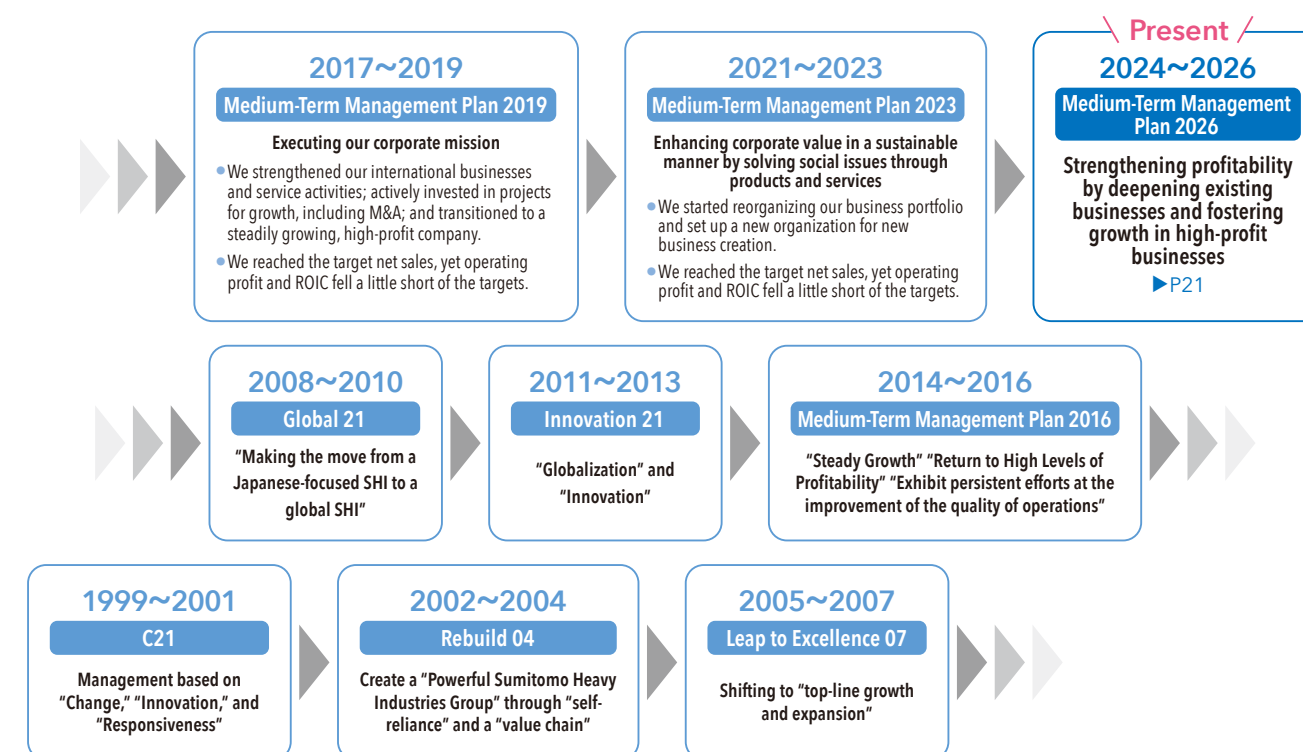 Present
2017～2019
Medium-Term Management Plan 2019
Executing our corporate mission
●We strengthened our international businesses
and service activities; actively invested in projects
for growth, including M&A; and transitioned to a
steadily growing, high-profit company.
●We reached the target net sales, yet operating
profit and ROIC fell a little short of the targets.
2021～2023
Medium-Term Management Plan 2023
Enhancing corporate value in a sustainable
manner by solving social issues through
products and services
●We started reorganizing our business portfolio
and set up a new organization for new
business creation.
●We reached the target net sales, yet operating
profit and ROIC fell a little short of the targets.
2024～2026
Medium-Term Management
Plan 2026
Strengthening profitability
by deepening existing
businesses and fostering
growth in high-profit
businesses
▶P21
2008～2010
Global 21
“Making the move from a
Japanese-focused SHI to a
global SHI”
2011～2013
Innovation 21
“Globalization” and
“Innovation”
2014～2016
Medium-Term Management Plan 2016
“Steady Growth” “Return to High Levels of
Profitability” “Exhibit persistent efforts at the
improvement of the quality of operations”
1999～2001
C21
Management based on
“Change,” “Innovation,” and
“Responsiveness”
2002～2004
Rebuild 04
Create a “Powerful Sumitomo Heavy
Industries Group” through “self-
reliance” and a “value chain”
2005～2007
Leap to Excellence 07
Shifting to “top-line growth
and expansion”